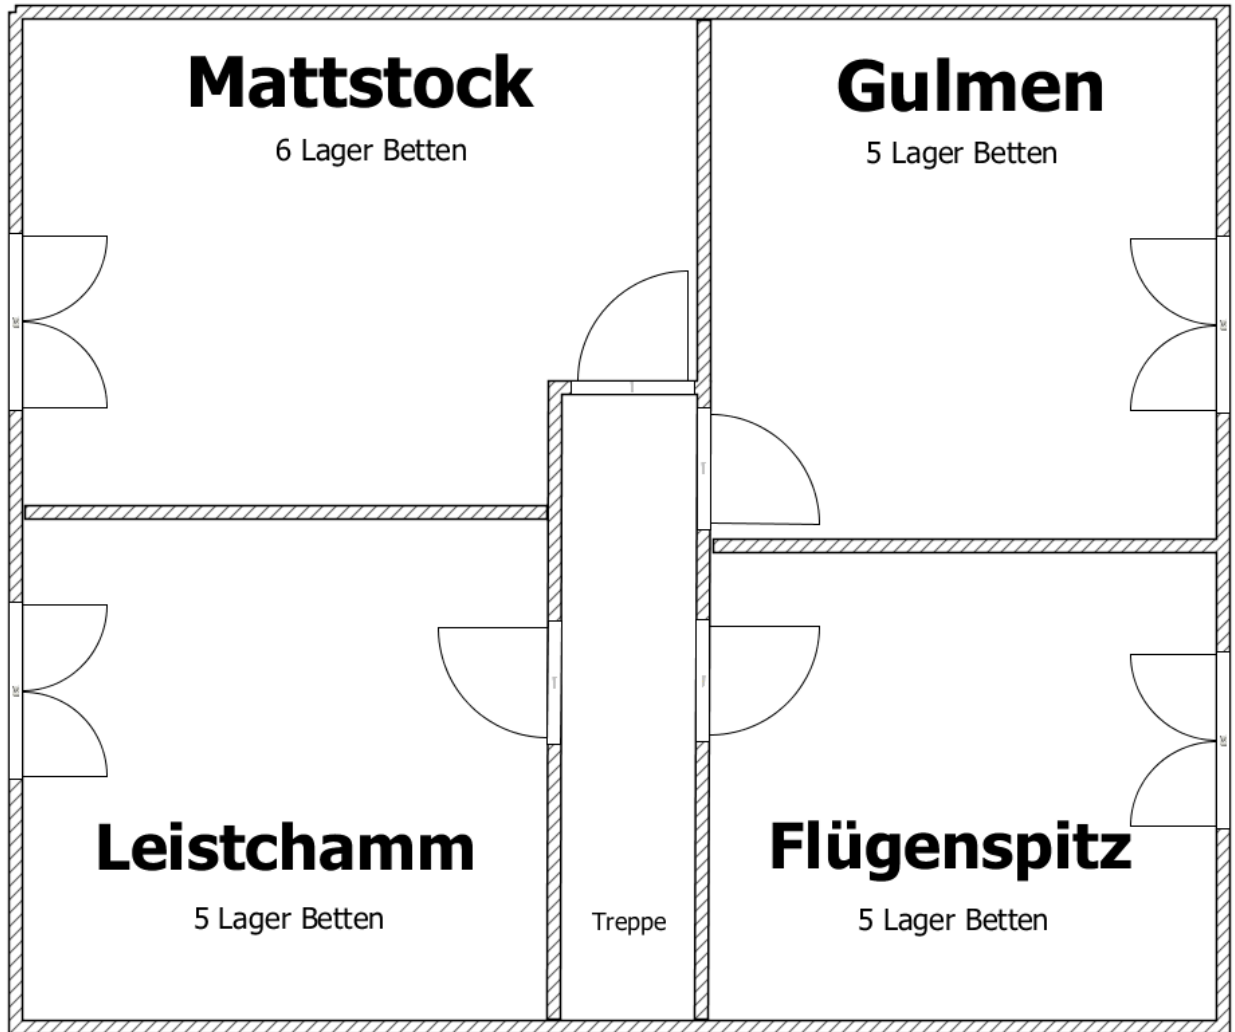 Mattstock
6 Lager Betten
Gulmen
5 Lager Betten
Leistchamm
5 Lager Betten
Treppe
Flügenspitz
5 Lager Betten